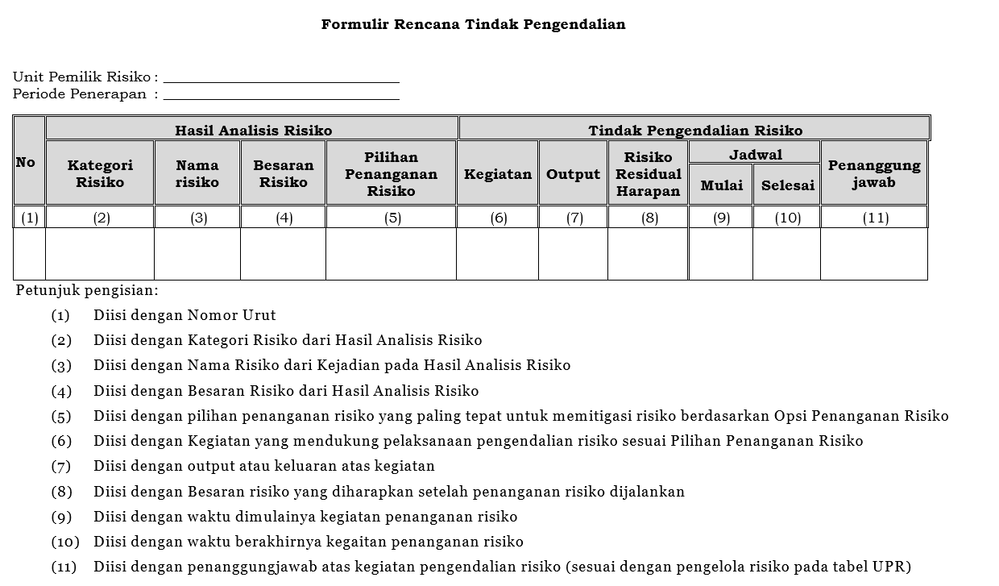 Formulir Rencana Tindak Pengendalian
Unit Pemilik Risiko : ______________________________
Periode Penerapan : ______________________________
Hasil Analisis Risiko Tindak Pengendalian Risiko
No Kategori Risiko Nama risiko Besaran Risiko Pilihan Penanganan Risiko Kegiatan Output Risiko Residual Harapan Jadwal Mulai Selesai Penanggung jawab
(1) (2) (3) (4) (5) (6) (7) (8) (9) (10) (11)
Petunjuk pengisian:
(1) Diisi dengan Nomor Urut
(2) Diisi dengan Kategori Risiko dari Hasil Analisis Risiko
(3) Diisi dengan Nama Risiko dari Kejadian pada Hasil Analisis Risiko
(4) Diisi dengan Besaran Risiko dari Hasil Analisis Risiko
(5) Diisi dengan pilihan penanganan risiko yang paling tepat untuk memitigasi risiko berdasarkan Opsi Penanganan Risiko
(6) Diisi dengan Kegiatan yang mendukung pelaksanaan pengendalian risiko sesuai Pilihan Penanganan Risiko
(7) Diisi dengan output atau keluaran atas kegiatan
(8) Diisi dengan Besaran risiko yang diharapkan setelah penanganan risiko dijalankan
(9) Diisi dengan waktu dimulainya kegiatan penanganan risiko
(10) Diisi dengan waktu berakhirnya kegaitan penanganan risiko
(11) Diisi dengan penanggungjawab atas kegiatan pengendalian risiko (sesuai dengan pengelola risiko pada tabel UPR)